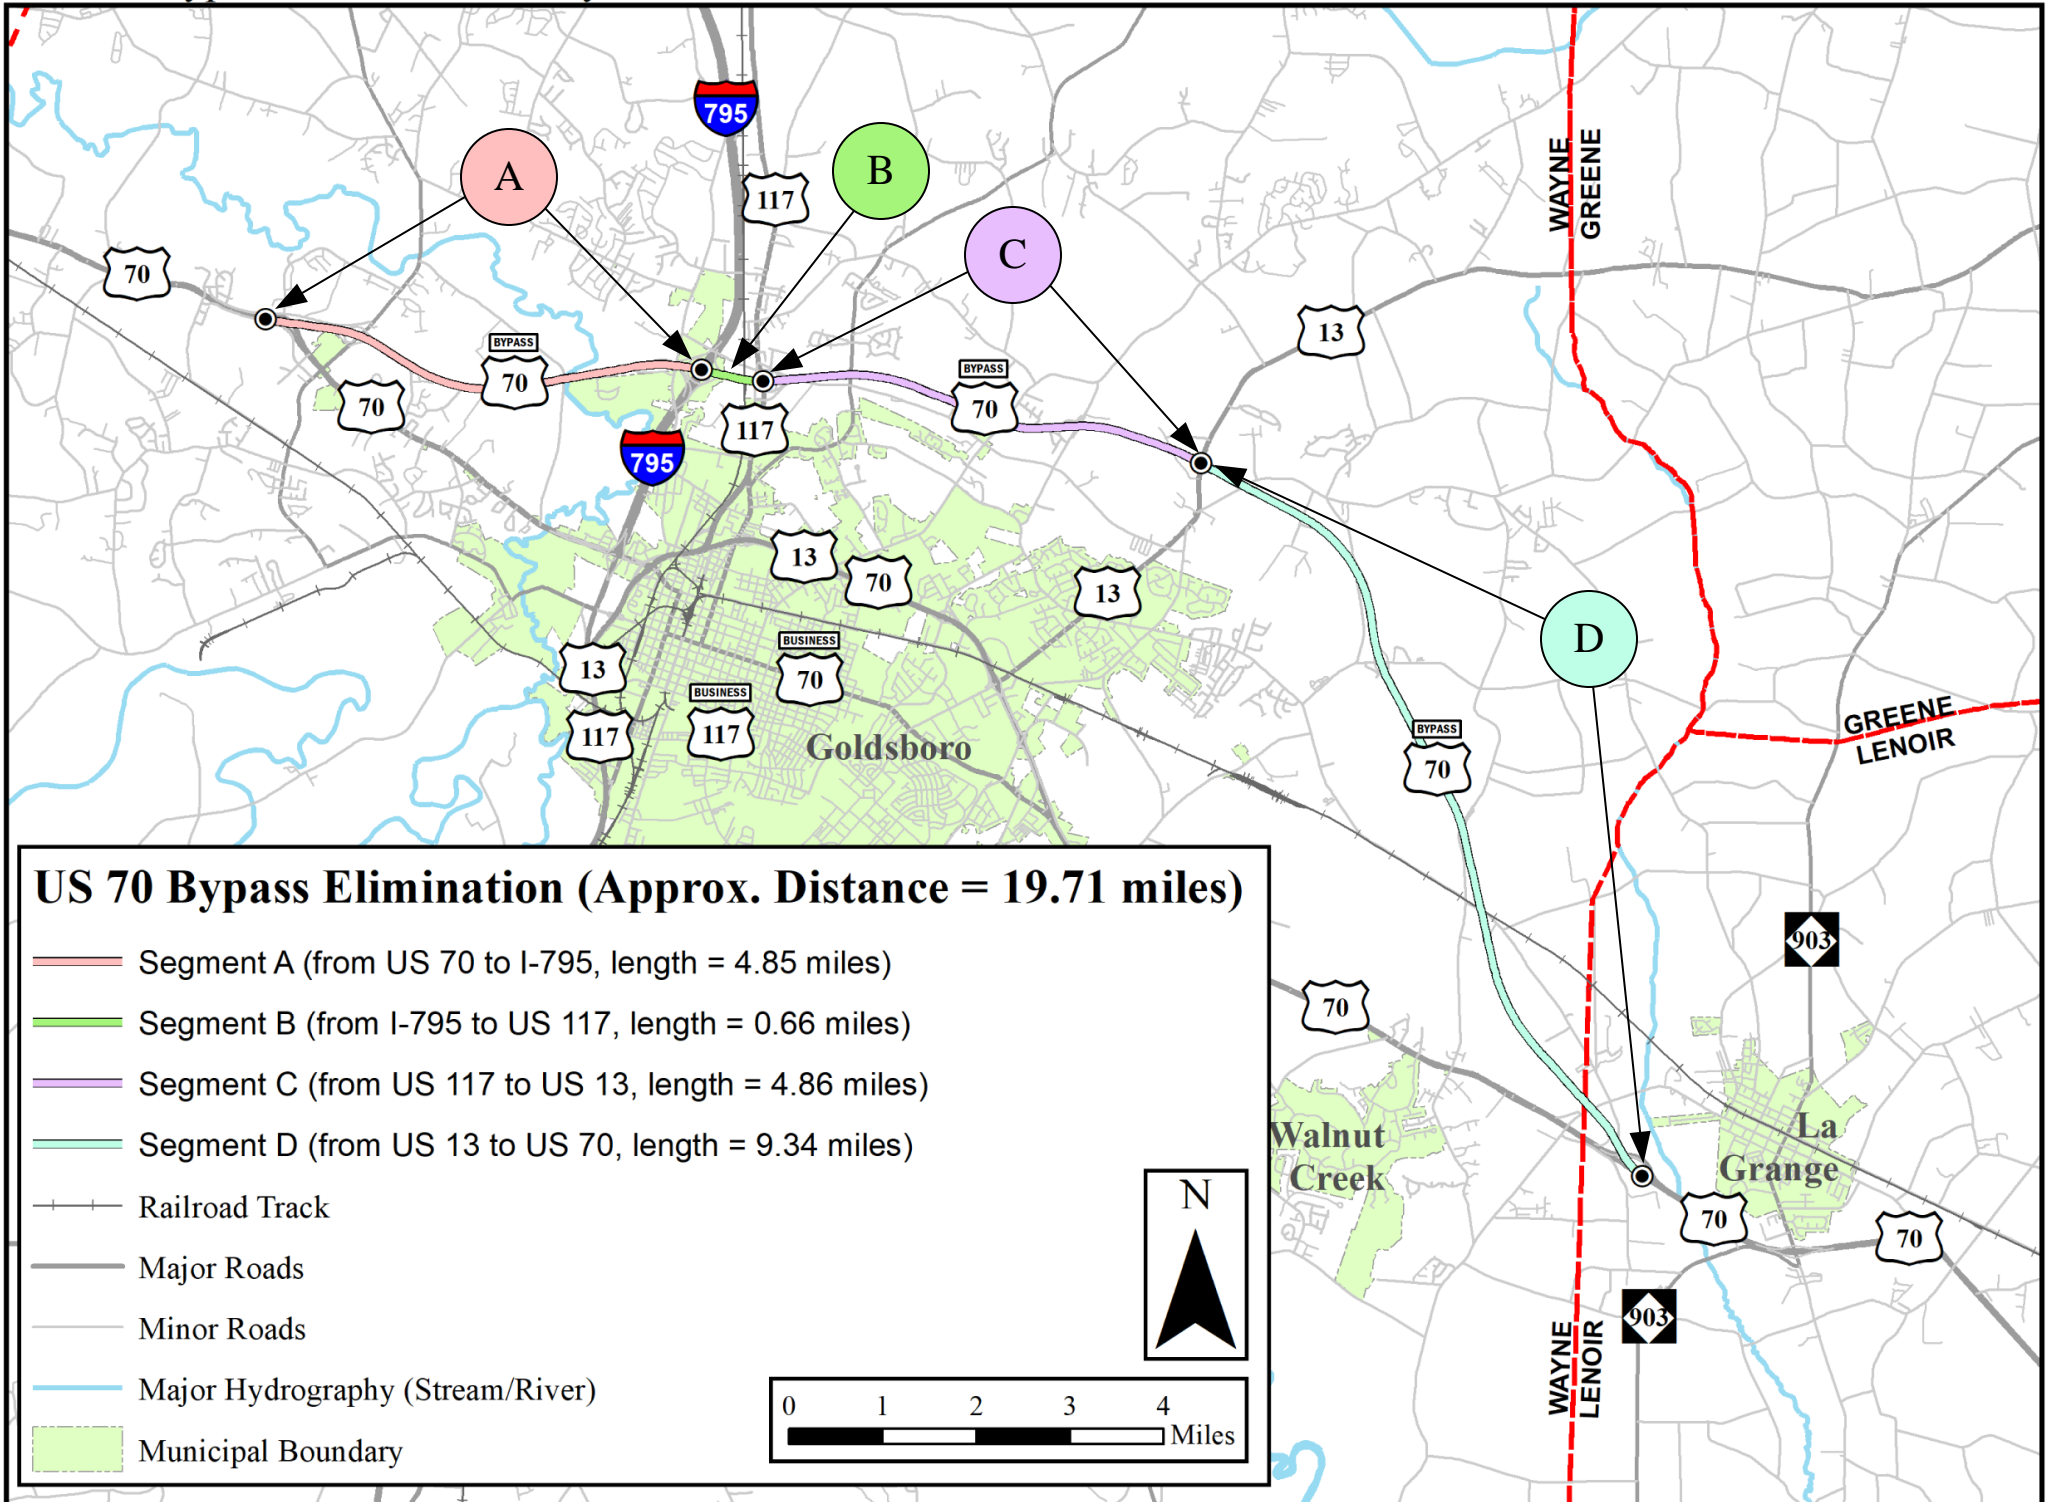 795
A
B
117
C
WAYNE
GREENE
70
13
BYPASS
70
BYPASS
70
70
117
795
13
70
13
D
BUSINESS
70
13
BUSINESS
117
117
Goldsboro
BYPASS
70
GREENE
LENOIR
US 70 Bypass Elimination (Approx. Distance = 19.71 miles)
Segment A (from US 70 to I-795, length = 4.85 miles)
Segment B (from I-795 to US 117, length = 0.66 miles)
Segment C (from US 117 to US 13, length = 4.86 miles)
Segment D (from US 13 to US 70, length = 9.34 miles)
Railroad Track
Major Roads
Minor Roads
Major Hydrography (Stream/River)
Municipal Boundary
N
0 1 2 3 4
Miles
903
70
Walnut
Creek
La
Grange
70
70
903
WAYNE
LENOIR